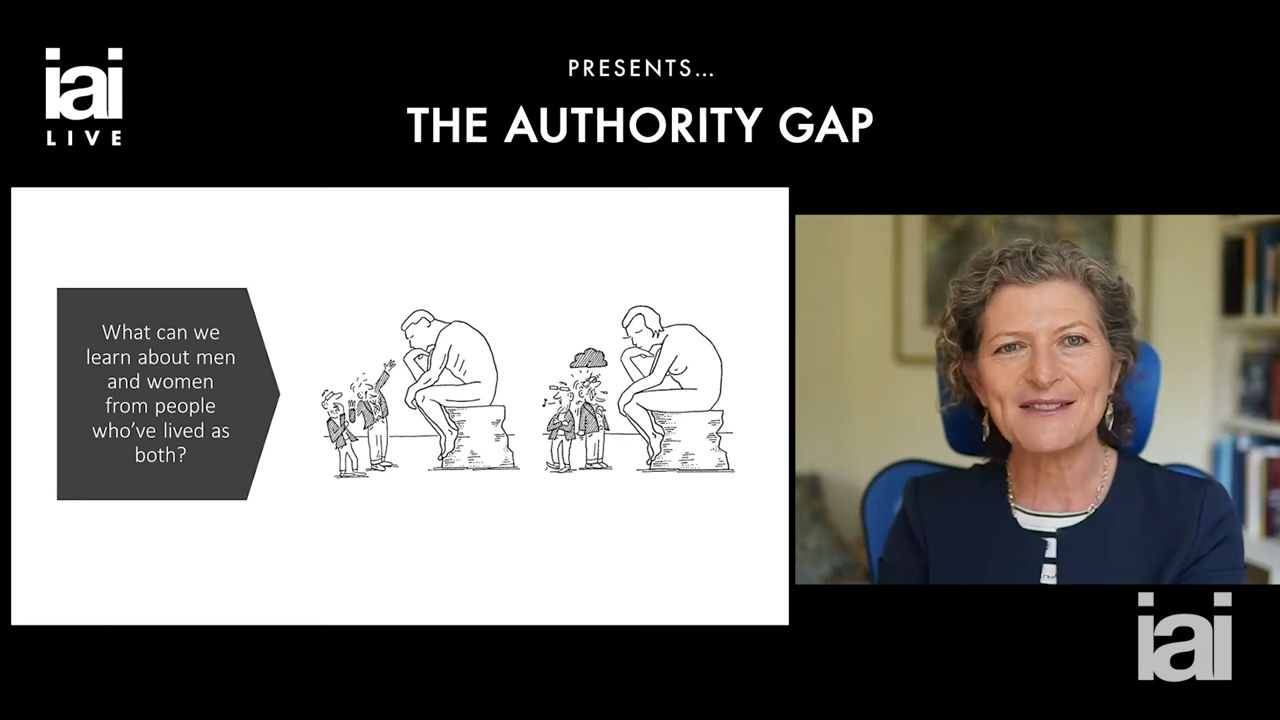 iai
LIVE
PRESENTS...
THE AUTHORITY GAP
What can we
learn about men
and women
from people
who’ve lived as
both?
iai